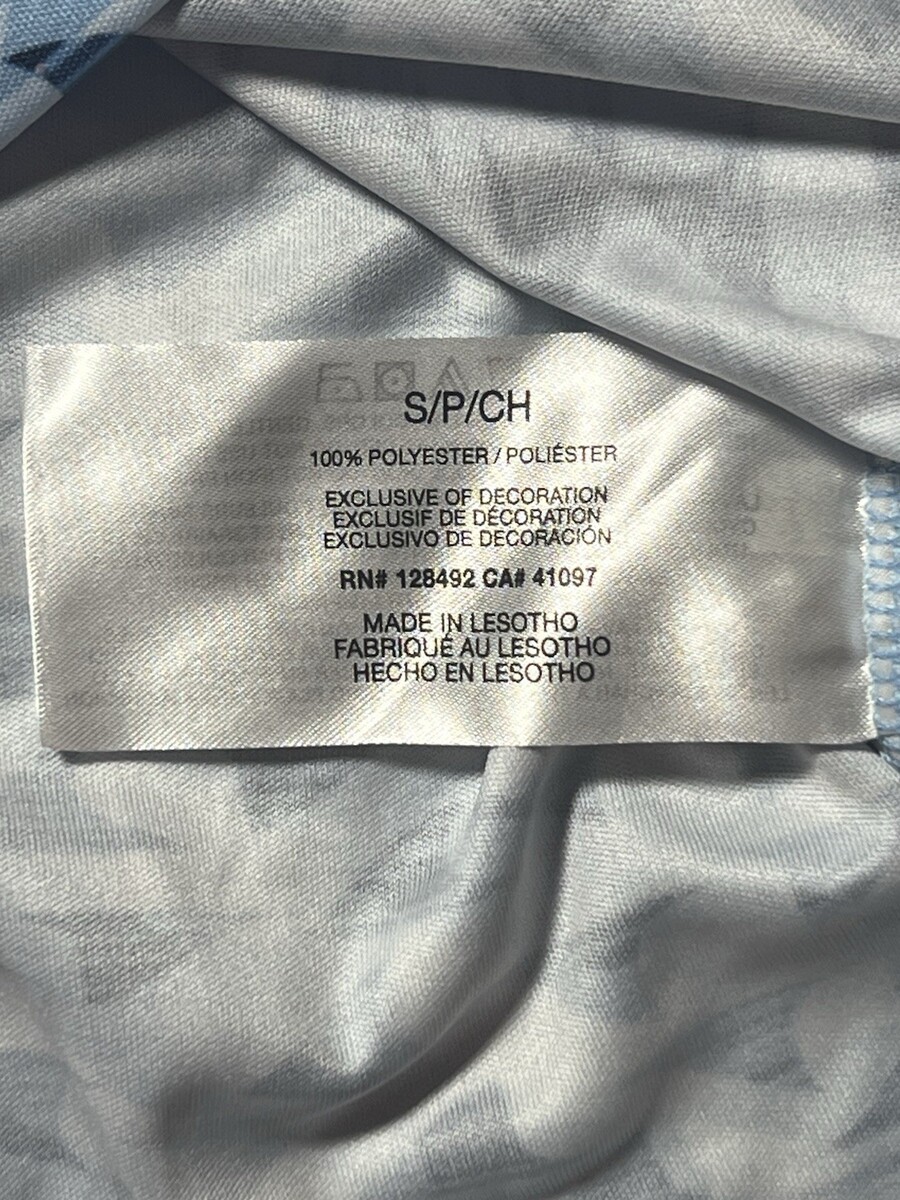 S/P/CH
100% POLYESTER / POLIÉSTER
EXCLUSIVE OF DECORATION
EXCLUSIF DE DÉCORATION
EXCLUSIVO DE DECORACIÓN
RN# 128492 CA# 41097
MADE IN LESOTHO
FABRIQUÉ AU LESOTHO
HECHO EN LESOTHO